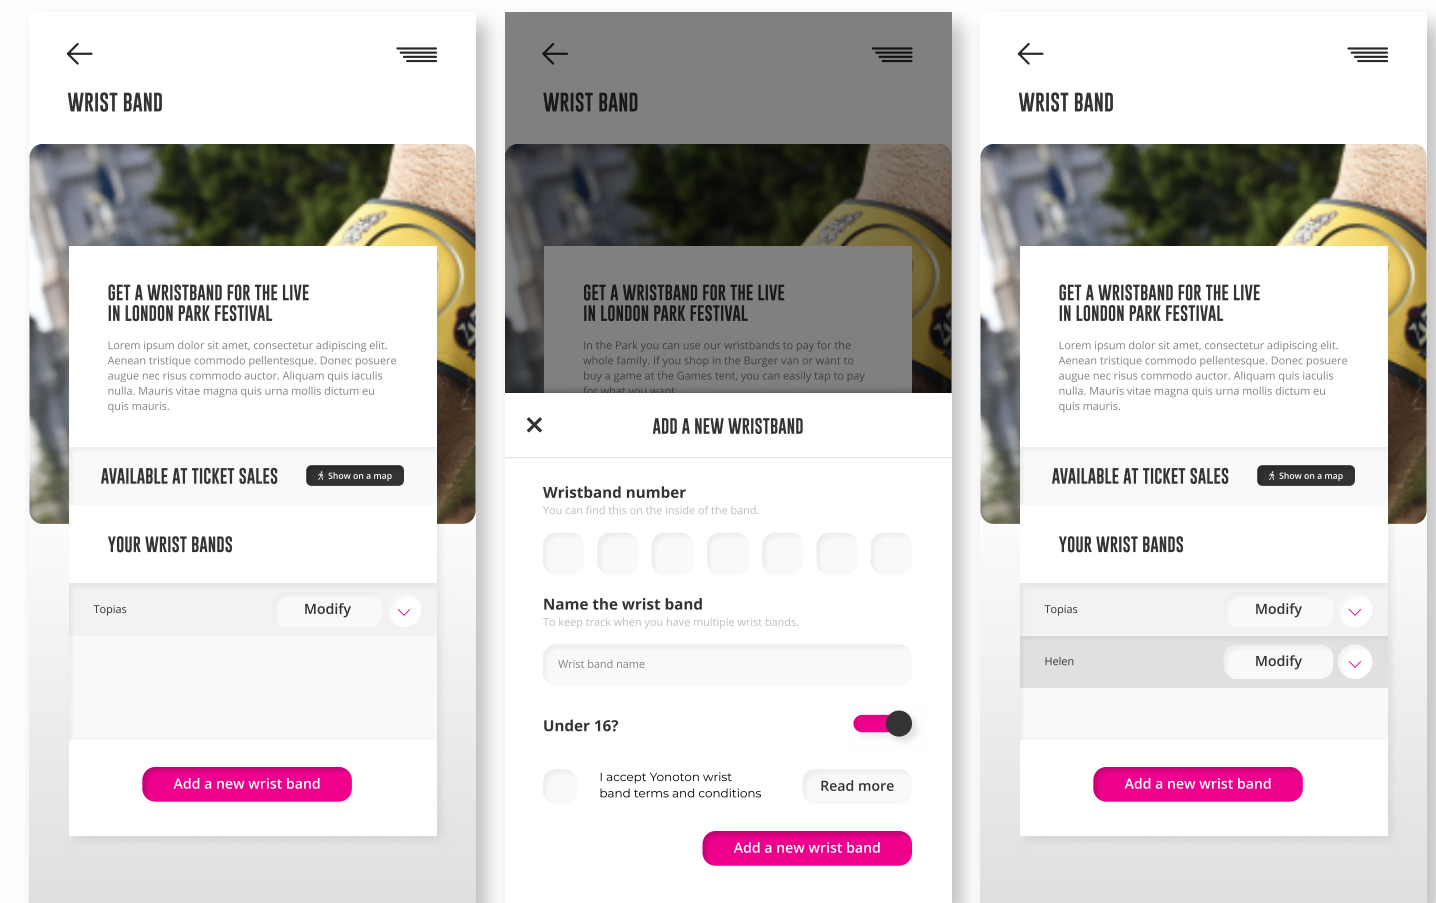 WRIST BAND
GET A WRISTBAND FOR THE LIVE
IN LONDON PARK FESTIVAL
Lorem ipsum dolor sit amet, consectetur adipiscing elit.
Aenean tristique commodo pellentesque. Donec posuere
augue nec risus commodo auctor. Aliquam quis iaculis
nulla. Mauris vitae magna quis urna mollis dictum eu
quis mauris.
AVAILABLE AT TICKET SALES
Show on a map
YOUR WRIST BANDS
Topias
Modify
Add a new wrist band
WRIST BAND
GET A WRISTBAND FOR THE LIVE
IN LONDON PARK FESTIVAL
In the Park you can use our wristbands to pay for the
whole family. If you shop in the Burger van or want to
buy a game at the Games tent, you can easily tap to pay
for what you want.
ADD A NEW WRISTBAND
Wristband number
You can find this on the inside of the band.
Name the wrist band
To keep track when you have multiple wrist bands.
Wrist band name
Under 16?
I accept Yonoton wrist
band terms and conditions
Read more
Add a new wrist band
WRIST BAND
GET A WRISTBAND FOR THE LIVE
IN LONDON PARK FESTIVAL
Lorem ipsum dolor sit amet, consectetur adipiscing elit.
Aenean tristique commodo pellentesque. Donec posuere
augue nec risus commodo auctor. Aliquam quis iaculis
nulla. Mauris vitae magna quis urna mollis dictum eu
quis mauris.
AVAILABLE AT TICKET SALES
Show on a map
YOUR WRIST BANDS
Topias
Modify
Helen
Modify
Add a new wrist band